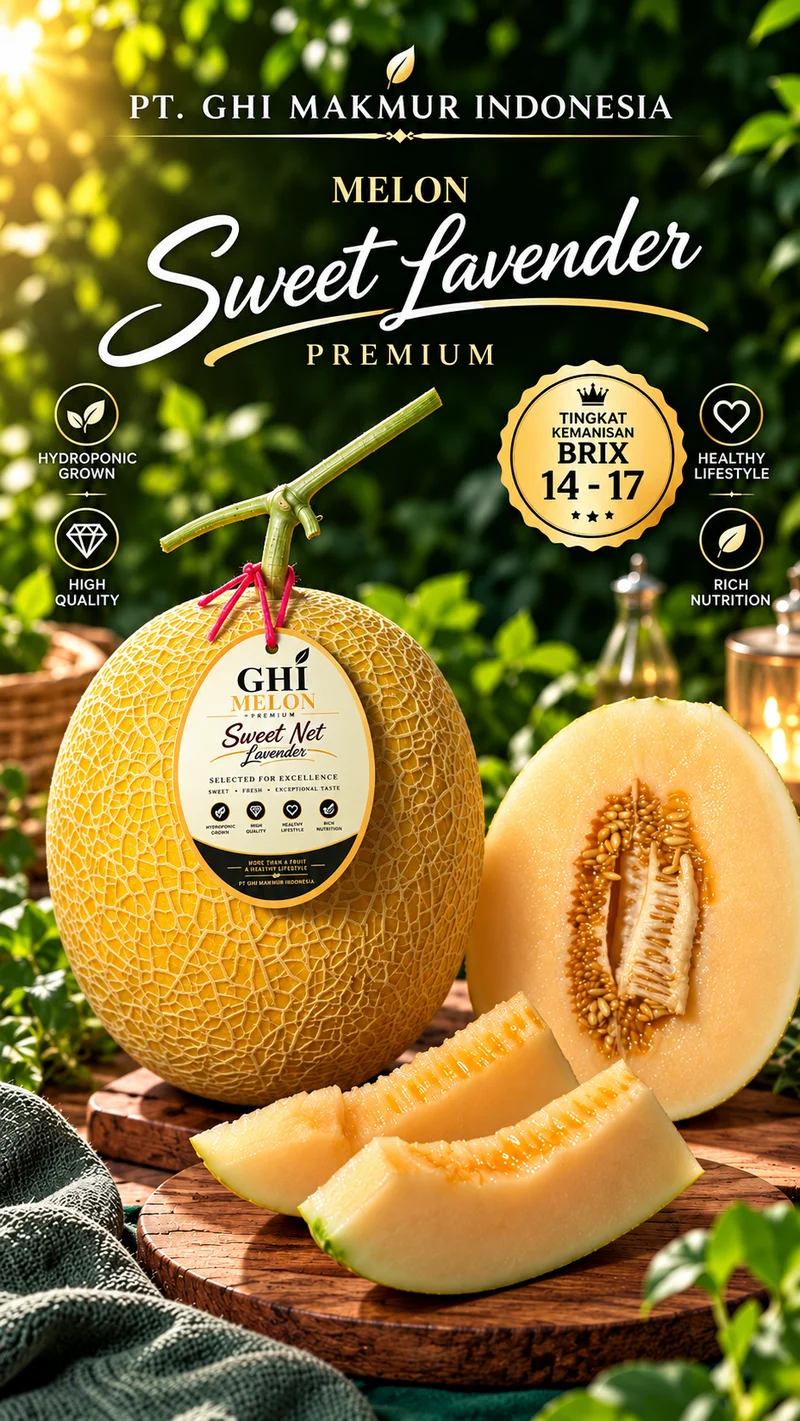 PT. GHI MAKMUR INDONESIA
MELON
Sweet Lavender
PREMIUM
HYDROPONIC
GROWN
HIGH
QUALITY
TINGKAT
KEMANISAN
BRIX
14 - 17
HEALTHY
LIFESTYLE
RICH
NUTRITION
GHI
MELON
PREMIUM
Sweet Net
Lavender
SELECTED FOR EXCELLENCE
SWEET • FRESH • EXCEPTIONAL TASTE
HYDROPONIC
GROWN
HIGH
QUALITY
HEALTHY
LIFESTYLE
RICH
NUTRITION
MORE THAN A FRUIT
A HEALTHY LIFESTYLE
PT GHI MAKMUR INDONESIA